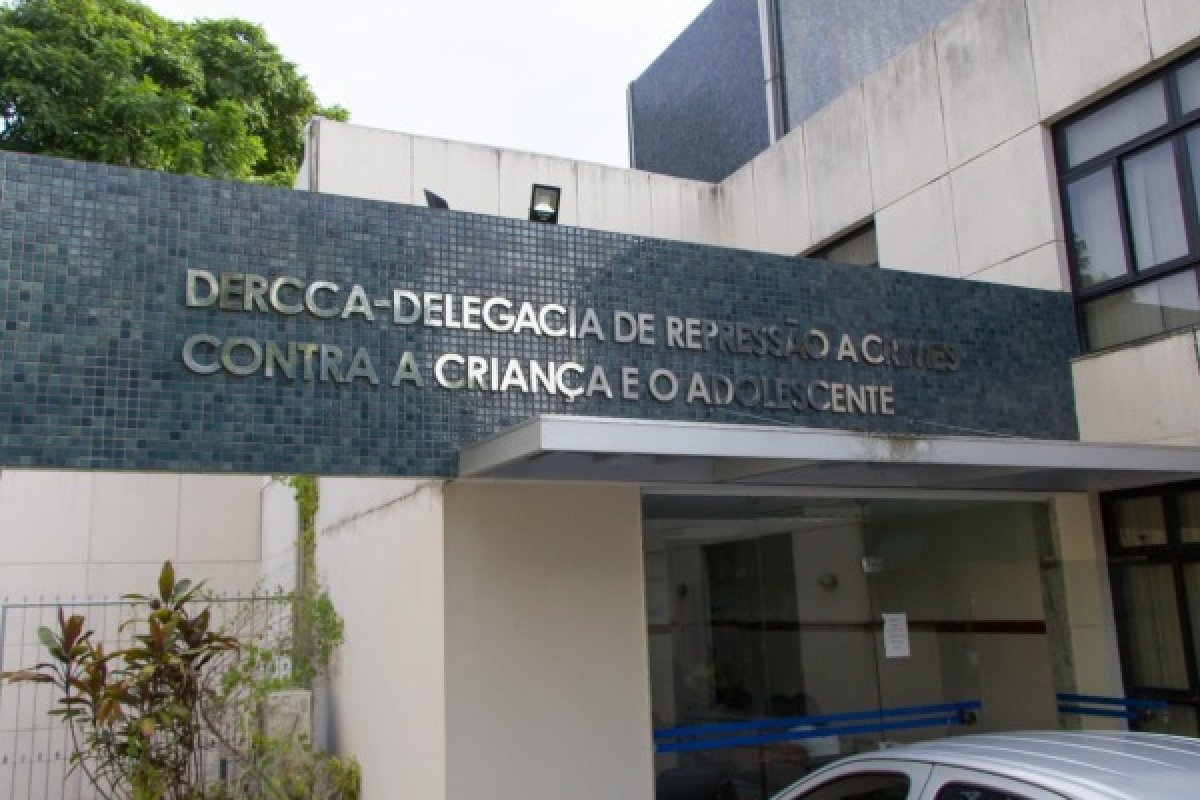 DERCCA-DELEGACIA DE REPRESSÃO A CRIMES
CONTRA A CRIANÇA E O ADOLESCENTE